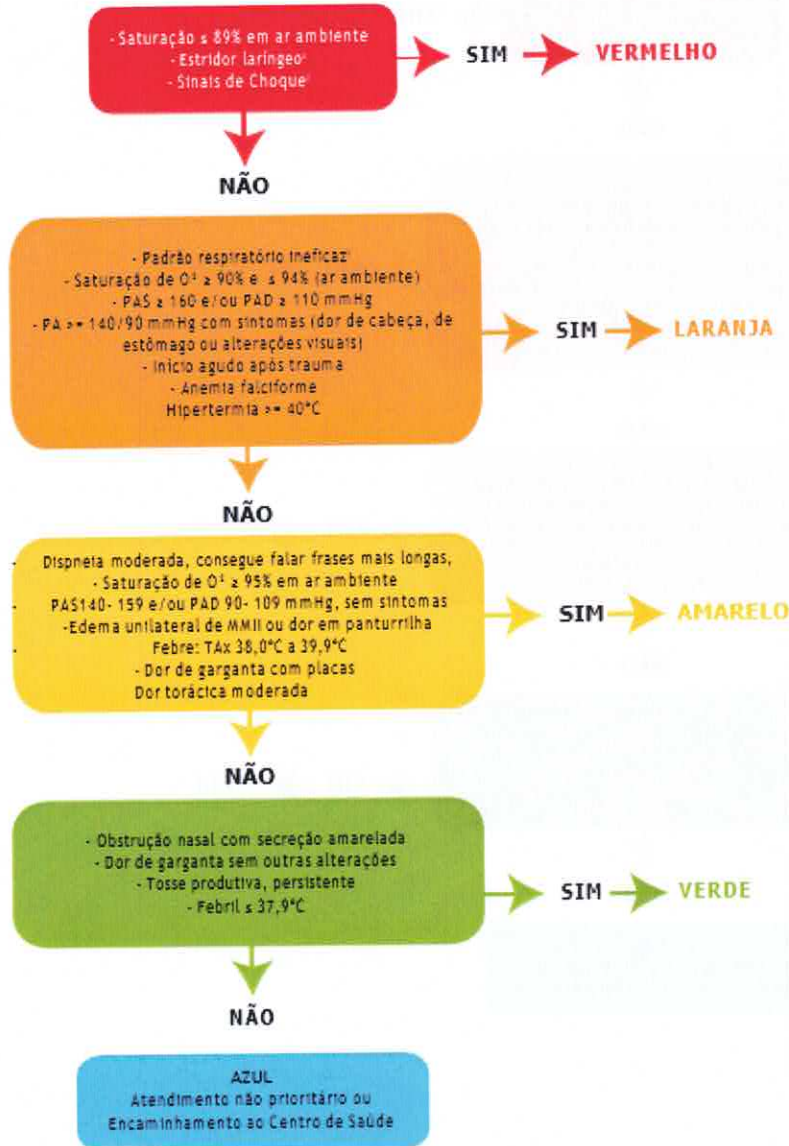 - Saturação ≤ 89% em ar ambiente
- Estridor laríngeo
- Sinais de Choque
SIM
VERMELHO
NÃO
- Padrão respiratório ineficaz
- Saturação de O² ≥ 90% e ≤ 94% (ar ambiente)
- PAS ≥ 160 e/ou PAD ≥ 110 mmHg
- PA >= 140/90 mmHg com sintomas (dor de cabeça, de
estômago ou alterações visuais)
- Início agudo após trauma
- Anemia falciforme
Hipertermia >= 40°C
SIM
LARANJA
NÃO
- Dispneia moderada, consegue falar frases mais longas,
- Saturação de O² ≥ 95% em ar ambiente
- PAS140- 159 e/ou PAD 90- 109 mmHg, sem sintomas
-Edema unilateral de MMII ou dor em panturrilha
- Febre: TAx 38,0°C a 39,9°C
- Dor de garganta com placas
Dor torácica moderada
SIM
AMARELO
NÃO
- Obstrução nasal com secreção amarelada
- Dor de garganta sem outras alterações
- Tosse produtiva, persistente
- Febril ≤ 37,9°C
SIM
VERDE
NÃO
AZUL
Atendimento não prioritário ou
Encaminhamento ao Centro de Saúde